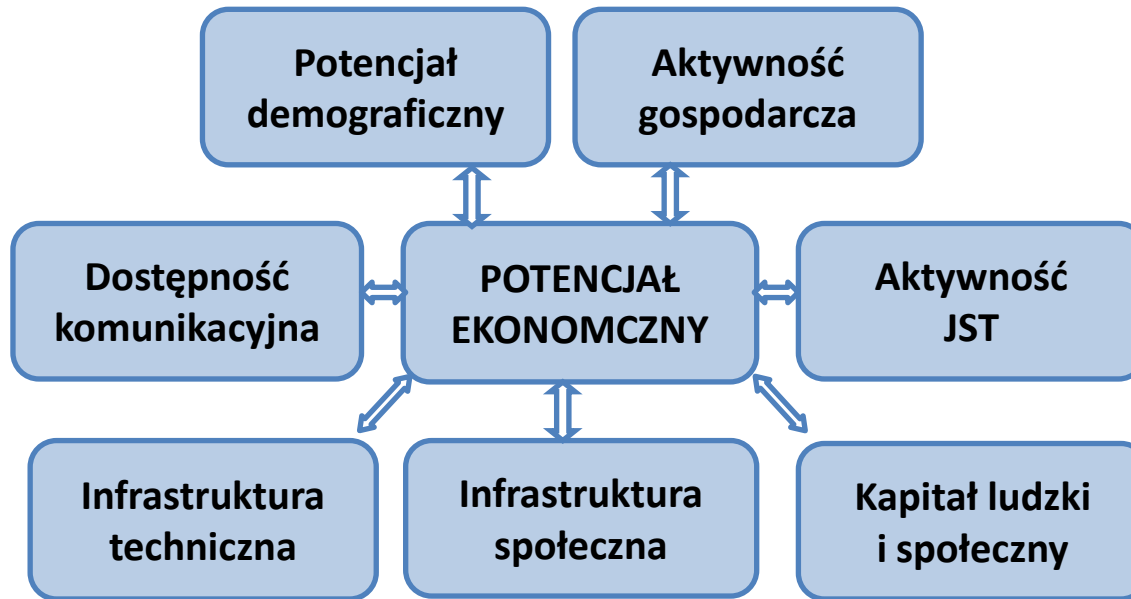 Potencjał
demograficzny
Aktywność
gospodarcza
Dostępność
komunikacyjna
POTENCJAŁ
EKONOMCZNY
Aktywność
JST
Infrastruktura
techniczna
Infrastruktura
społeczna
Kapitał ludzki
i społeczny